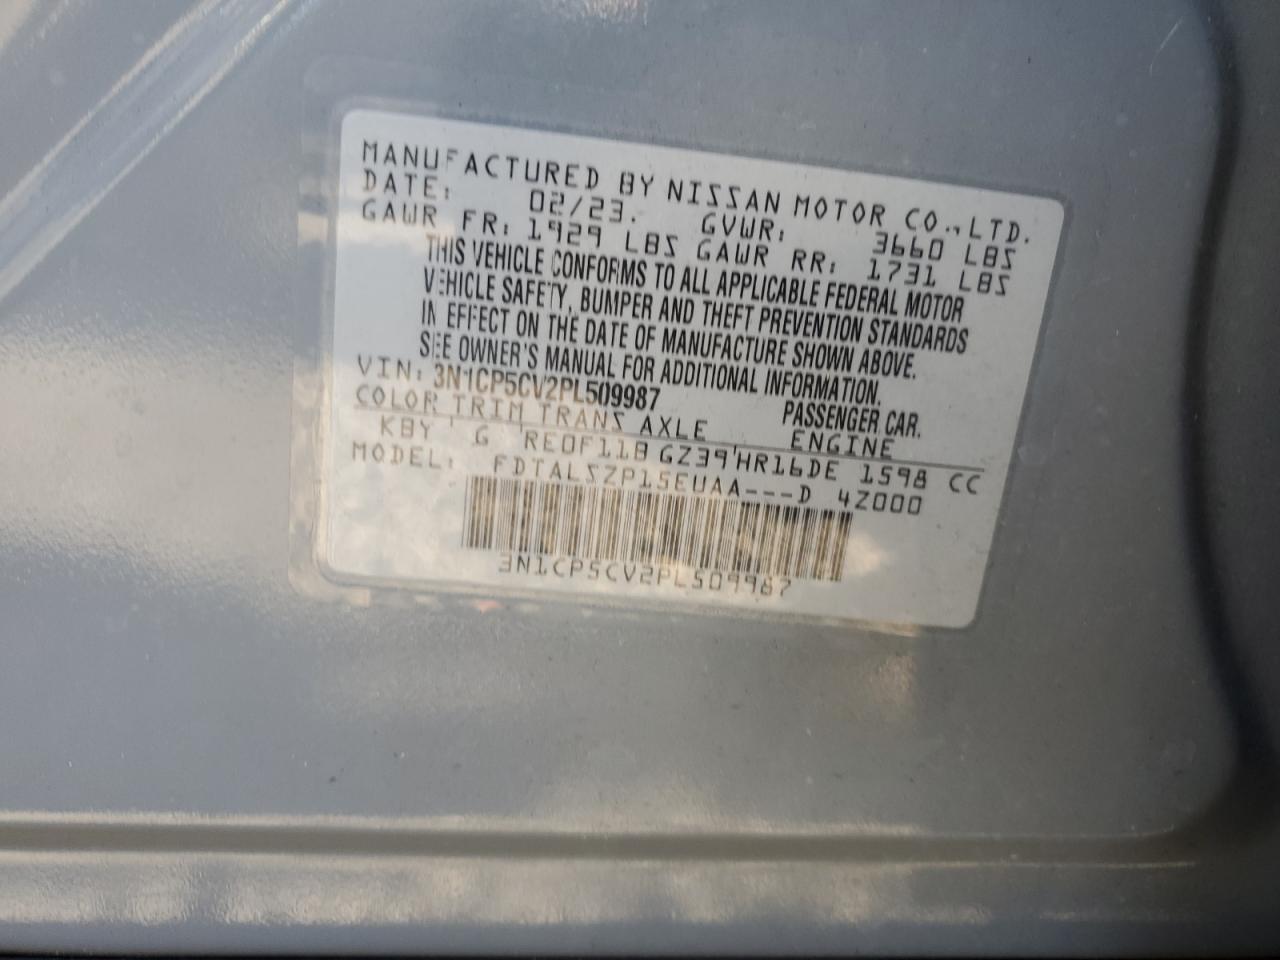 MANUFACTURED BY NISSAN MOTOR CO.,LTD.
DATE: 02/23. GVWR: 3660 LBS
GAWR FR: 1929 LBS GAWR RR: 1731 LBS
THIS VEHICLE CONFORMS TO ALL APPLICABLE FEDERAL MOTOR
VEHICLE SAFETY, BUMPER AND THEFT PREVENTION STANDARDS
IN EFFECT ON THE DATE OF MANUFACTURE SHOWN ABOVE.
SEE OWNER'S MANUAL FOR ADDITIONAL INFORMATION.
VIN: 3N1CP5CV2PL509987 PASSENGER CAR.
COLOR TRIM TRANS AXLE ENGINE
KBY G RE0F11B GZ39 HR16DE 1598 CC
MODEL: FDTALSZP15EUAA---D 4Z000
3N1CP5CV2PL509987